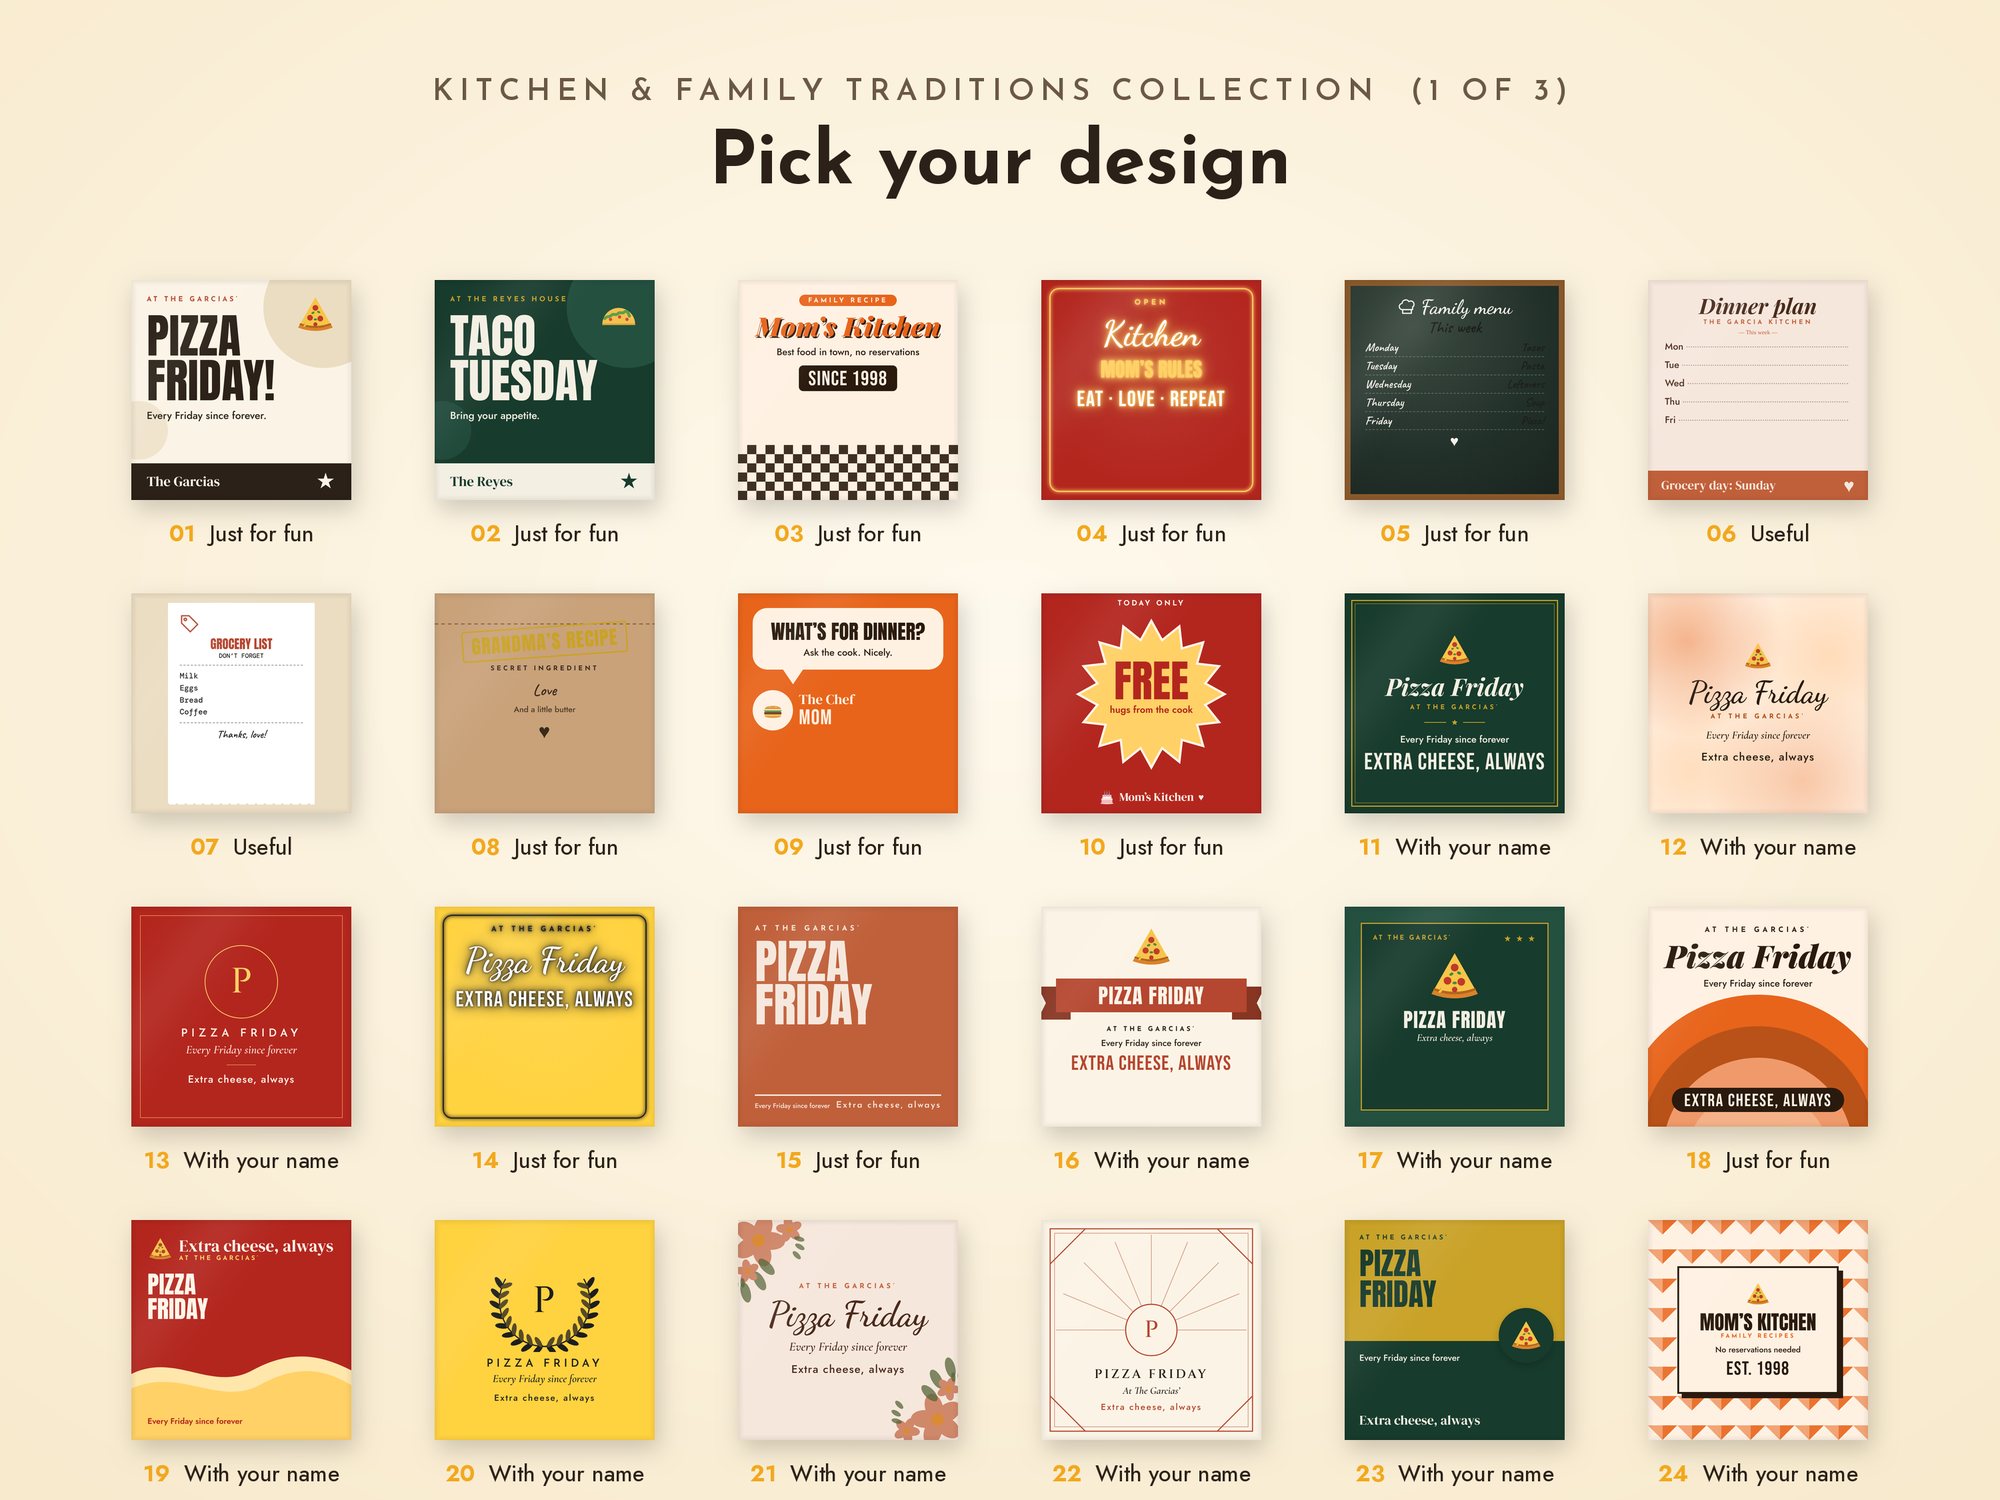 KITCHEN & FAMILY TRADITIONS COLLECTION (1 OF 3)
Pick your design
AT THE GARCIAS'
PIZZA
FRIDAY!
Every Friday since forever.
The Garcias
01 Just for fun
AT THE REYES HOUSE
TACO
TUESDAY
Bring your appetite.
The Reyes
02 Just for fun
FAMILY RECIPE
Mom's Kitchen
Best food in town, no reservations
SINCE 1998
03 Just for fun
OPEN
Kitchen
MOM'S RULES
EAT · LOVE · REPEAT
04 Just for fun
Family menu
This week
Monday Tacos
Tuesday Pasta
Wednesday Leftovers
Thursday Soup
Friday Pizza!
05 Just for fun
Dinner plan
THE GARCIA KITCHEN
— This week —
Mon
Tue
Wed
Thu
Fri
Grocery day: Sunday
06 Useful
GROCERY LIST
DON'T FORGET
Milk
Eggs
Bread
Coffee
Thanks, love!
07 Useful
GRANDMA'S RECIPE
SECRET INGREDIENT
Love
And a little butter
08 Just for fun
WHAT'S FOR DINNER?
Ask the cook. Nicely.
The Chef
MOM
09 Just for fun
TODAY ONLY
FREE
hugs from the cook
Mom's Kitchen
10 Just for fun
Pizza Friday
AT THE GARCIAS'
Every Friday since forever
EXTRA CHEESE, ALWAYS
11 With your name
Pizza Friday
AT THE GARCIAS'
Every Friday since forever
Extra cheese, always
12 With your name
P
PIZZA FRIDAY
Every Friday since forever
Extra cheese, always
13 With your name
AT THE GARCIAS'
Pizza Friday
EXTRA CHEESE, ALWAYS
14 Just for fun
AT THE GARCIAS'
PIZZA
FRIDAY
Every Friday since forever Extra cheese, always
15 Just for fun
PIZZA FRIDAY
AT THE GARCIAS'
Every Friday since forever
EXTRA CHEESE, ALWAYS
16 With your name
AT THE GARCIAS'
PIZZA FRIDAY
Extra cheese, always
17 With your name
AT THE GARCIAS'
Pizza Friday
Every Friday since forever
EXTRA CHEESE, ALWAYS
18 Just for fun
Extra cheese, always
AT THE GARCIAS'
PIZZA
FRIDAY
Every Friday since forever
19 With your name
P
PIZZA FRIDAY
Every Friday since forever
Extra cheese, always
20 With your name
AT THE GARCIAS'
Pizza Friday
Every Friday since forever
Extra cheese, always
21 With your name
P
PIZZA FRIDAY
At The Garcias'
Extra cheese, always
22 With your name
AT THE GARCIAS'
PIZZA
FRIDAY
Every Friday since forever
Extra cheese, always
23 With your name
MOM'S KITCHEN
FAMILY RECIPES
No reservations needed
EST. 1998
24 With your name